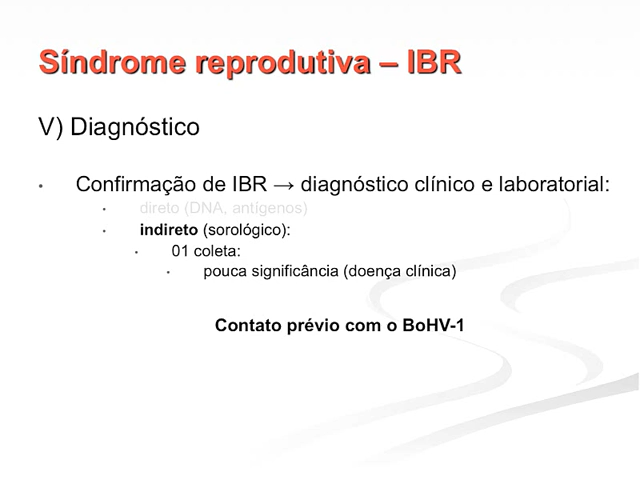 Síndrome reprodutiva – IBR
V) Diagnóstico
• Confirmação de IBR → diagnóstico clínico e laboratorial:
• direto (DNA, antígenos)
• indireto (sorológico):
• 01 coleta:
• pouca significância (doença clínica)
Contato prévio com o BoHV-1